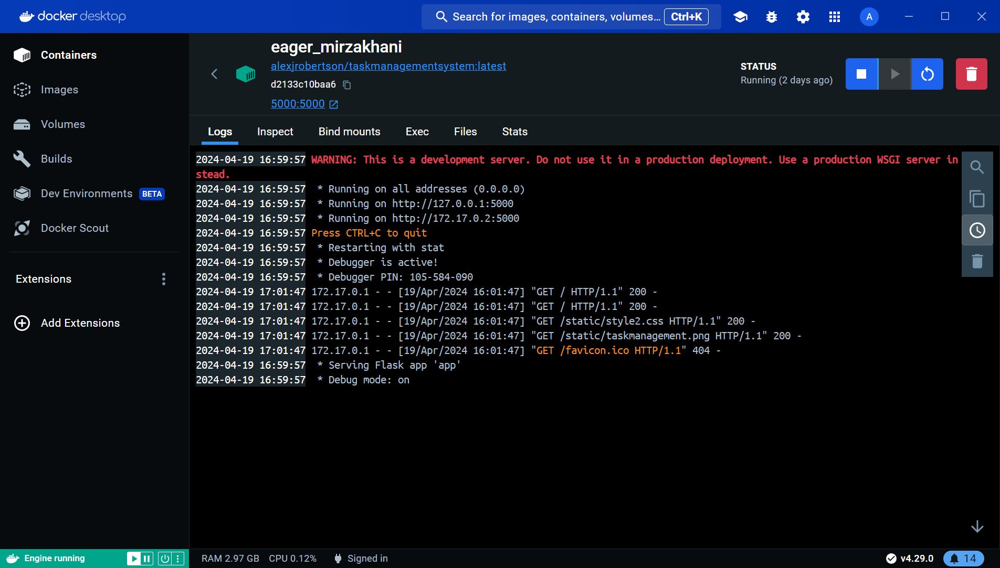 docker desktop
Search for images, containers, volumes... Ctrl+K
A
Containers
Images
Volumes
Builds
Dev Environments BETA
Docker Scout
Extensions
Add Extensions
eager_mirzakhani
alexjrobertson/taskmanagementsystem:latest
d2133c10baa6
5000:5000
STATUS
Running (2 days ago)
Logs Inspect Bind mounts Exec Files Stats
2024-04-19 16:59:57 WARNING: This is a development server. Do not use it in a production deployment. Use a production WSGI server in
stead.
2024-04-19 16:59:57  * Running on all addresses (0.0.0.0)
2024-04-19 16:59:57  * Running on http://127.0.0.1:5000
2024-04-19 16:59:57  * Running on http://172.17.0.2:5000
2024-04-19 16:59:57 Press CTRL+C to quit
2024-04-19 16:59:57  * Restarting with stat
2024-04-19 16:59:57  * Debugger is active!
2024-04-19 16:59:57  * Debugger PIN: 105-584-090
2024-04-19 17:01:47 172.17.0.1 - - [19/Apr/2024 16:01:47] "GET / HTTP/1.1" 200 -
2024-04-19 17:01:47 172.17.0.1 - - [19/Apr/2024 16:01:47] "GET / HTTP/1.1" 200 -
2024-04-19 17:01:47 172.17.0.1 - - [19/Apr/2024 16:01:47] "GET /static/style2.css HTTP/1.1" 200 -
2024-04-19 17:01:47 172.17.0.1 - - [19/Apr/2024 16:01:47] "GET /static/taskmanagement.png HTTP/1.1" 200 -
2024-04-19 17:01:47 172.17.0.1 - - [19/Apr/2024 16:01:47] "GET /favicon.ico HTTP/1.1" 404 -
2024-04-19 16:59:57  * Serving Flask app 'app'
2024-04-19 16:59:57  * Debug mode: on
Engine running
RAM 2.97 GB CPU 0.12% Signed in
v4.29.0
14